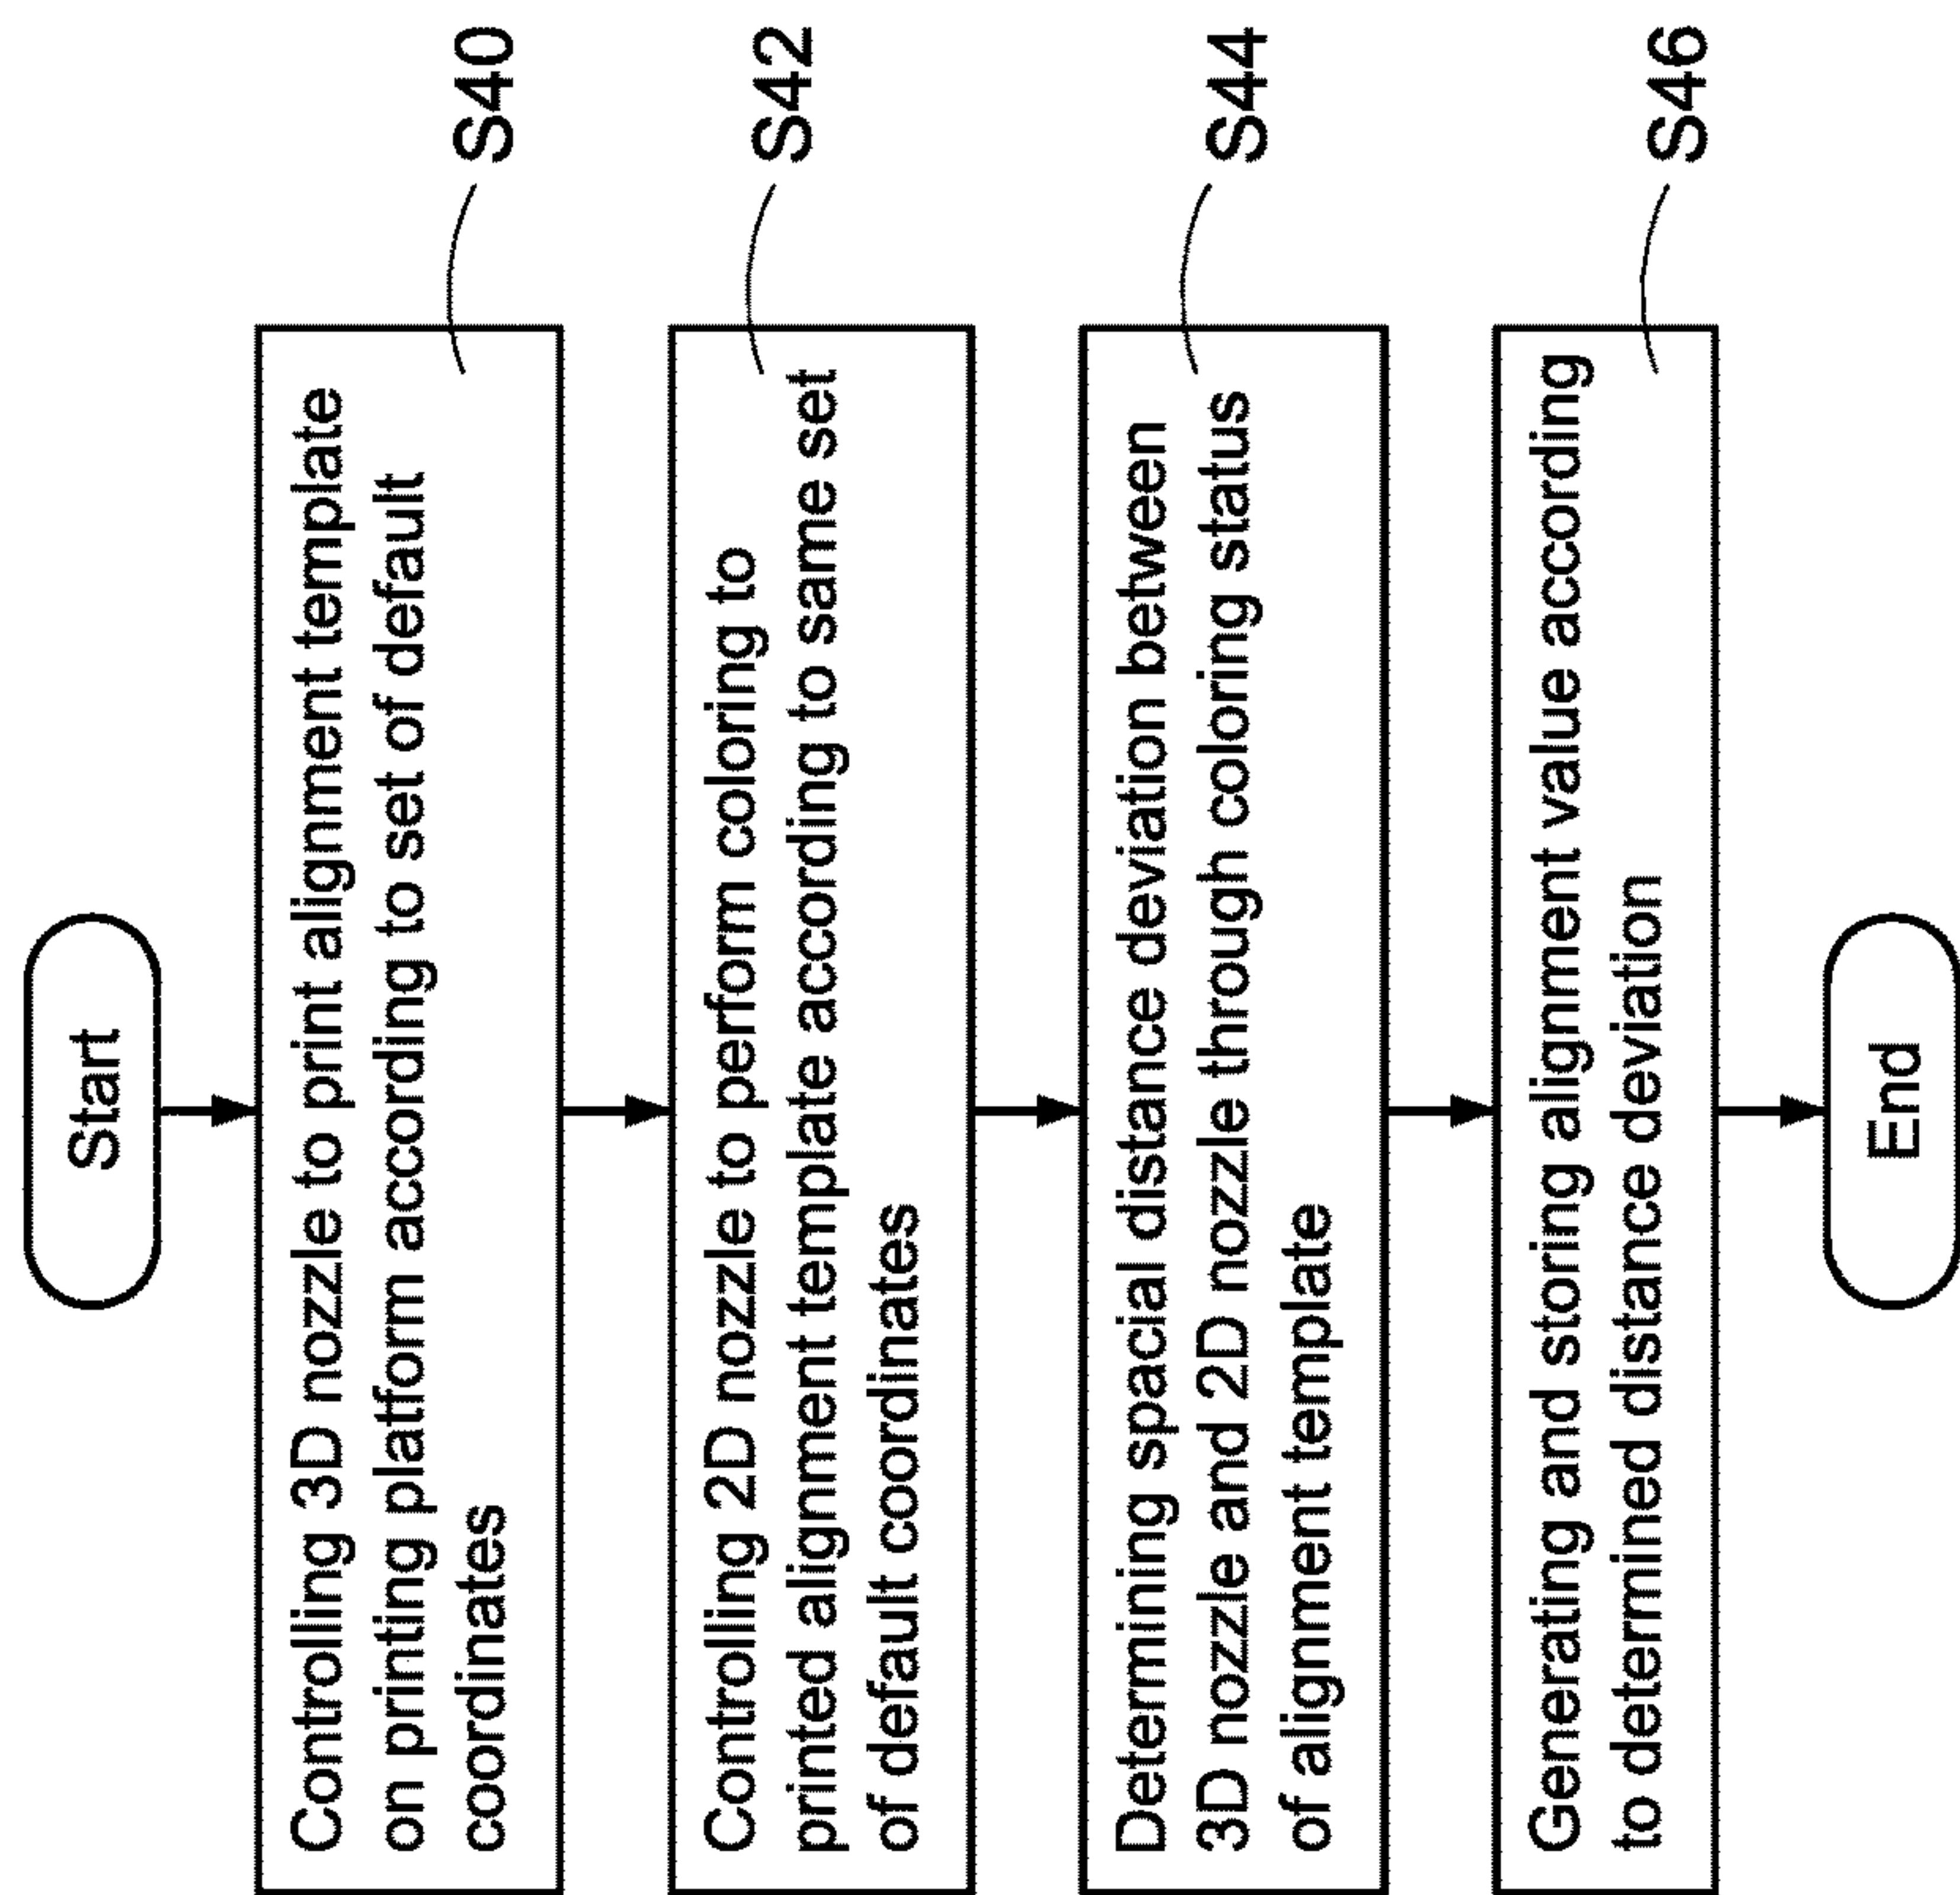 Start
Controlling 3D nozzle to print alignment template
on printing platform according to set of default
coordinates
S40
Controlling 2D nozzle to perform coloring to
printed alignment template according to same set
of default coordinates
S42
Determining spacial distance deviation between
3D nozzle and 2D nozzle through coloring status
of alignment template
S44
Generating and storing alignment value according
to determined distance deviation
S46
End